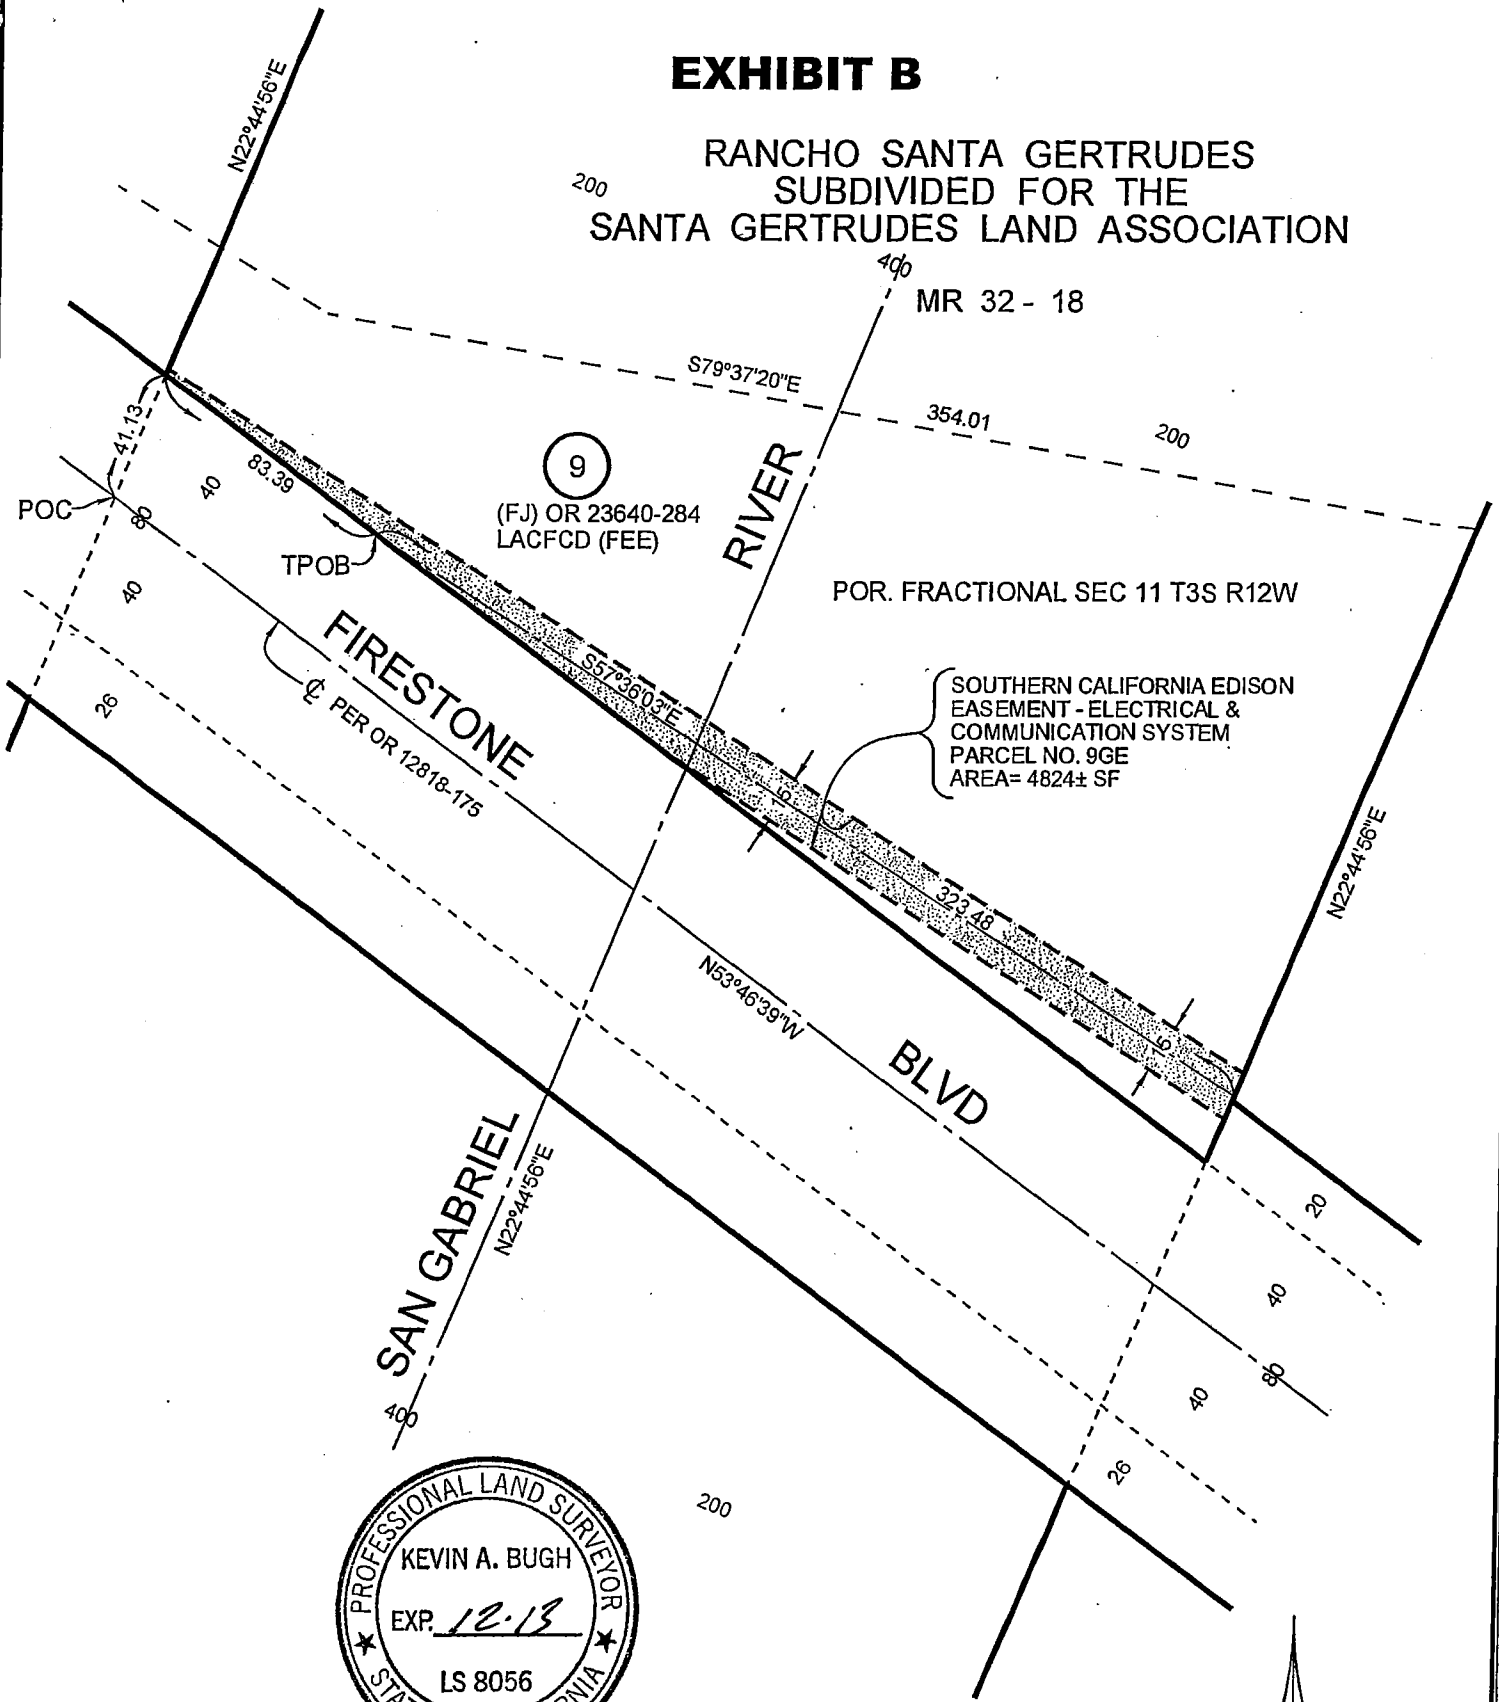 EXHIBIT B
RANCHO SANTA GERTRUDES
SUBDIVIDED FOR THE
SANTA GERTRUDES LAND ASSOCIATION
MR 32 - 18
N22°44'56"E
200
400
S79°37'20"E
354.01
200
41.13
83.39
40
80
POC
TPOB
40
26
9
(FJ) OR 23640-284
LACFCD (FEE)
RIVER
POR. FRACTIONAL SEC 11 T3S R12W
FIRESTONE
℄ PER OR 12818-175
S57°36'03"E
SOUTHERN CALIFORNIA EDISON
EASEMENT - ELECTRICAL &
COMMUNICATION SYSTEM
PARCEL NO. 9GE
AREA= 4824± SF
15
N22°44'56"E
323.48
N53°46'39"W
15
BLVD
SAN GABRIEL
N22°44'56"E
20
40
80
40
26
400
200
PROFESSIONAL LAND SURVEYOR
KEVIN A. BUGH
EXP. 12-13
LS 8056